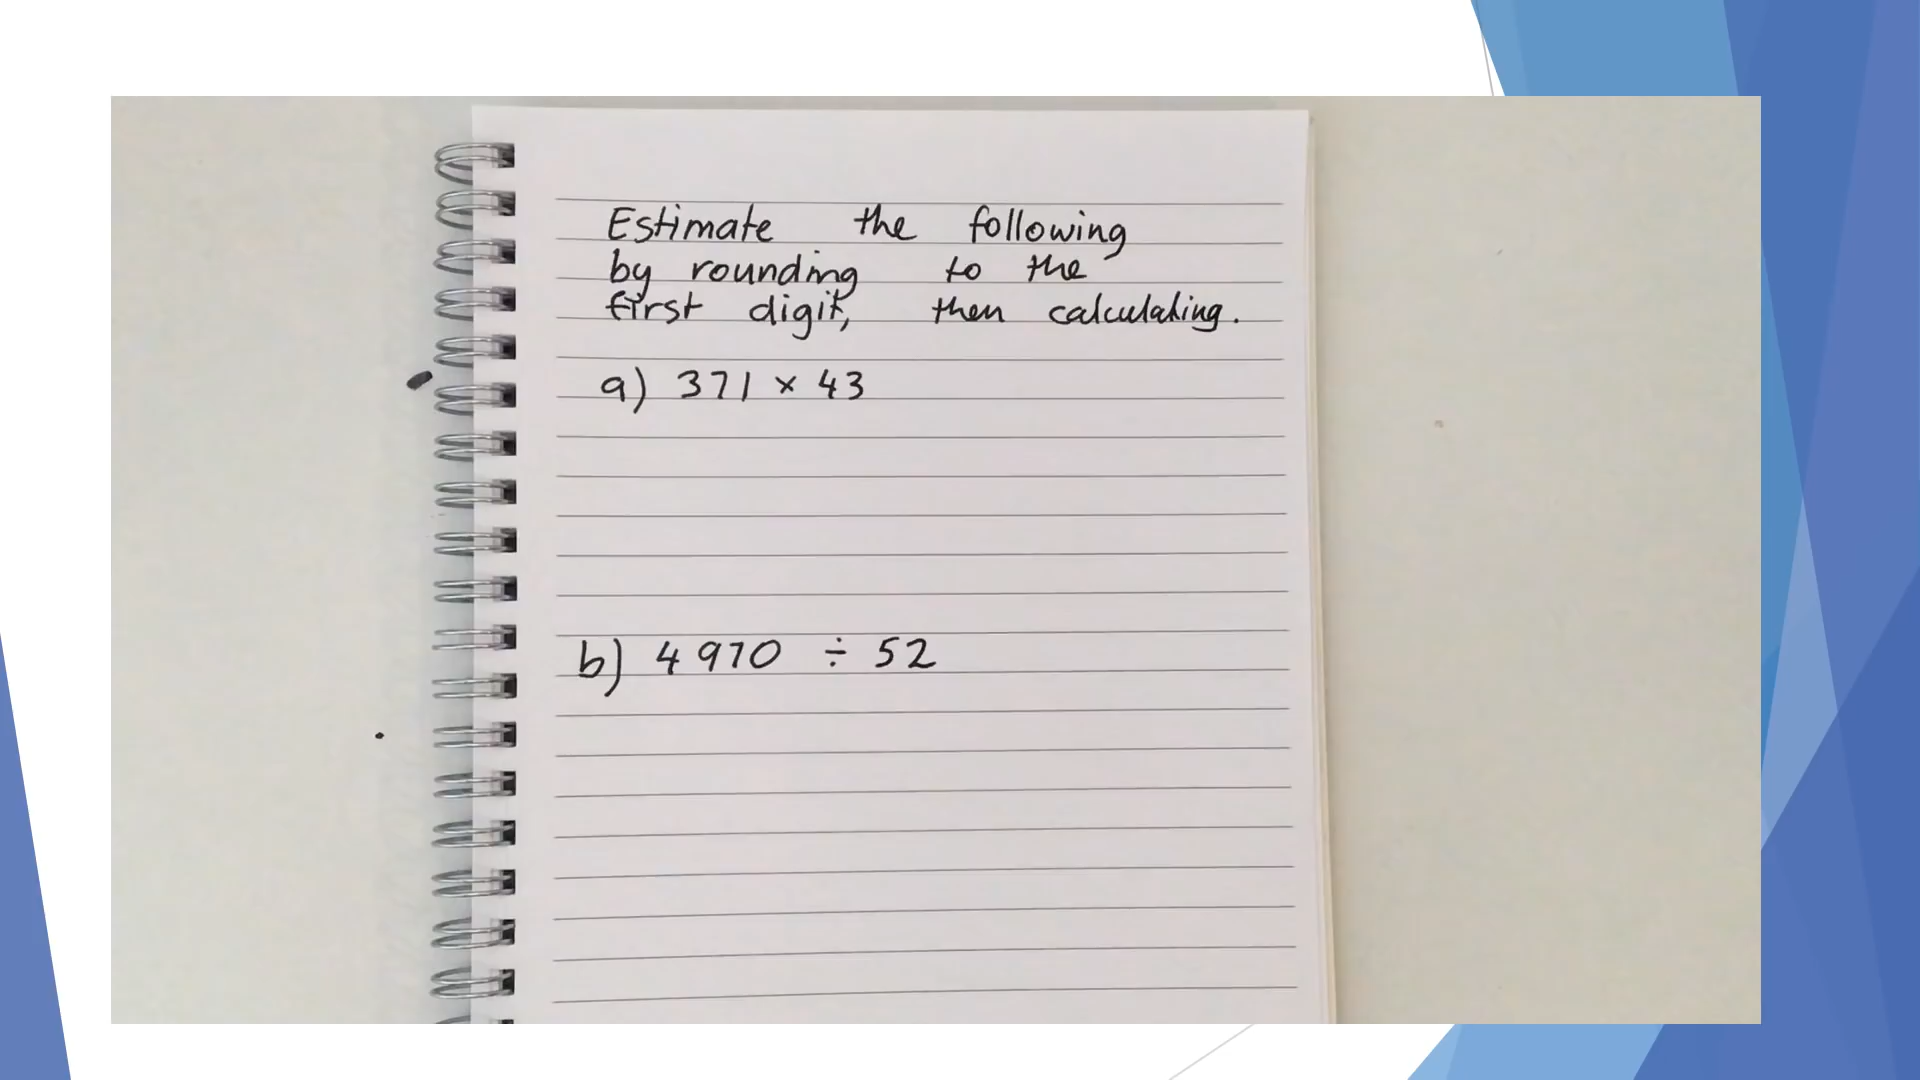 Estimate the following
by rounding to the
first digit, then calculating.
a) 371 × 43
b) 4970 ÷ 52